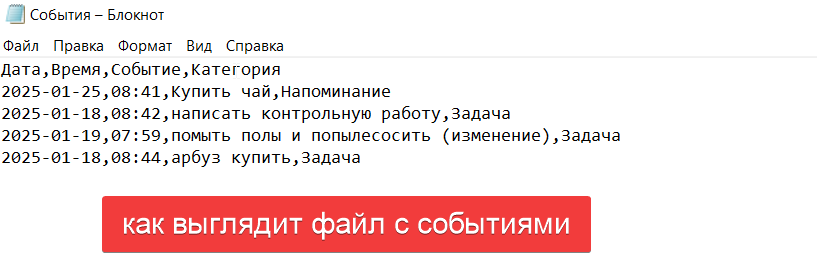 События – Блокнот
Файл Правка Формат Вид Справка
Дата,Время,Событие,Категория
2025-01-25,08:41,Купить чай,Напоминание
2025-01-18,08:42,написать контрольную работу,Задача
2025-01-19,07:59,помыть полы и попылесосить (изменение),Задача
2025-01-18,08:44,арбуз купить,Задача
как выглядит файл с событиями